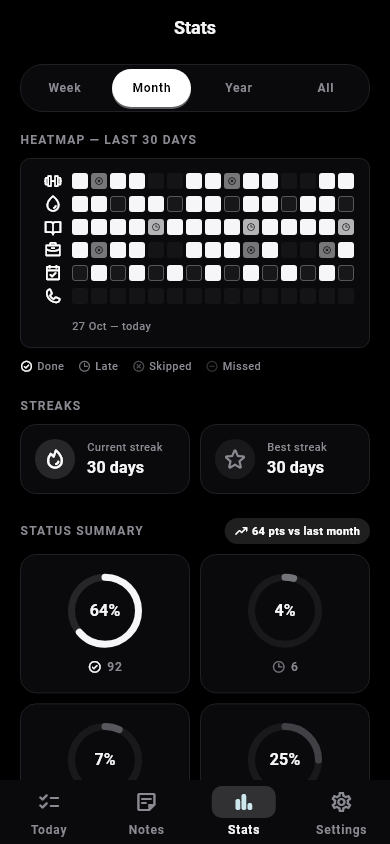 Stats
Week Month Year All
HEATMAP — LAST 30 DAYS
27 Oct — today
Done Late Skipped Missed
STREAKS
Current streak
30 days
Best streak
30 days
STATUS SUMMARY
64 pts vs last month
64%
92
4%
6
7%
25%
Today Notes Stats Settings